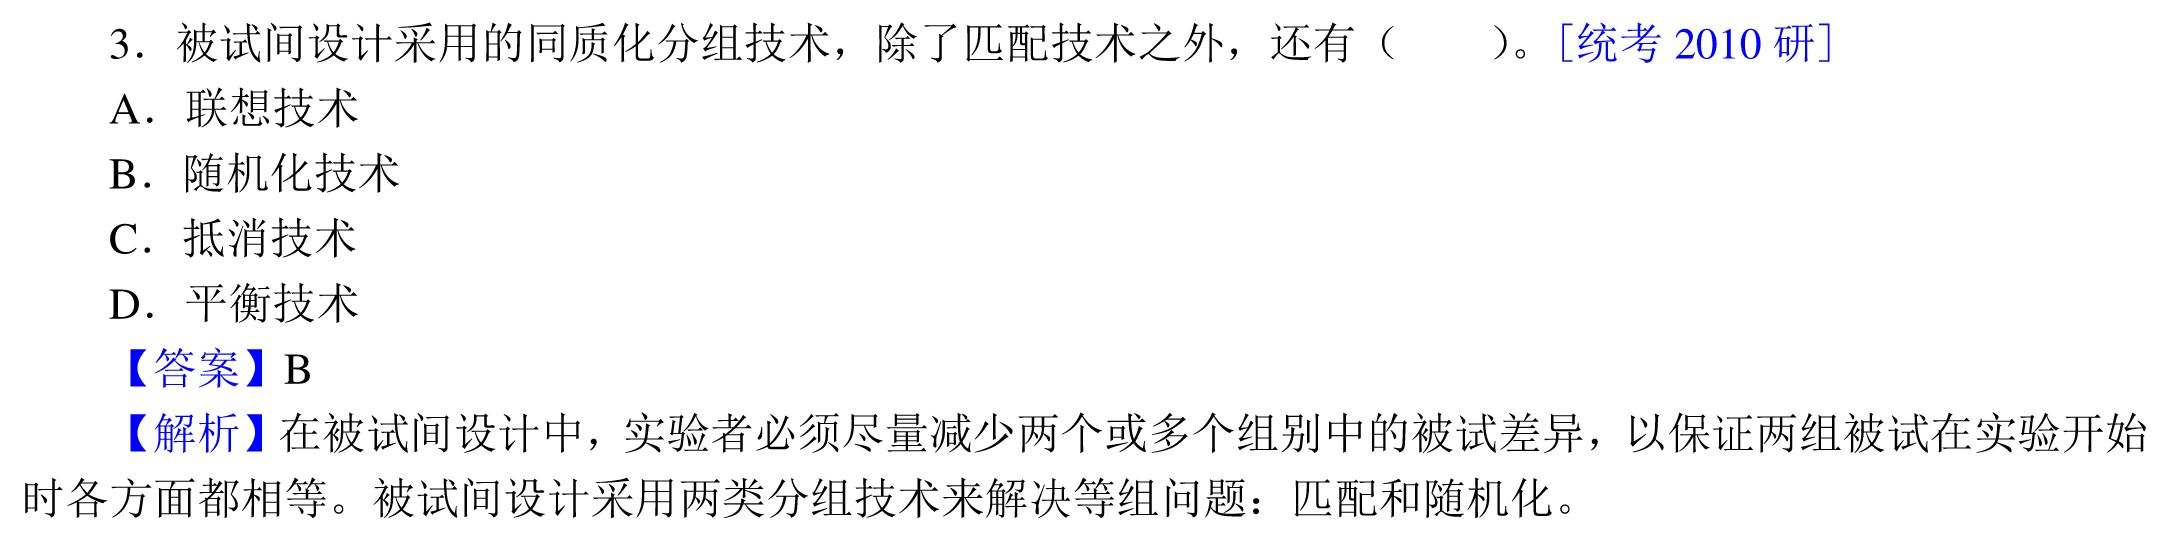 3．被试间设计采用的同质化分组技术，除了匹配技术之外，还有（　　）。[统考 2010 研]
A．联想技术
B．随机化技术
C．抵消技术
D．平衡技术
【答案】B
【解析】在被试间设计中，实验者必须尽量减少两个或多个组别中的被试差异，以保证两组被试在实验开始
时各方面都相等。被试间设计采用两类分组技术来解决等组问题：匹配和随机化。